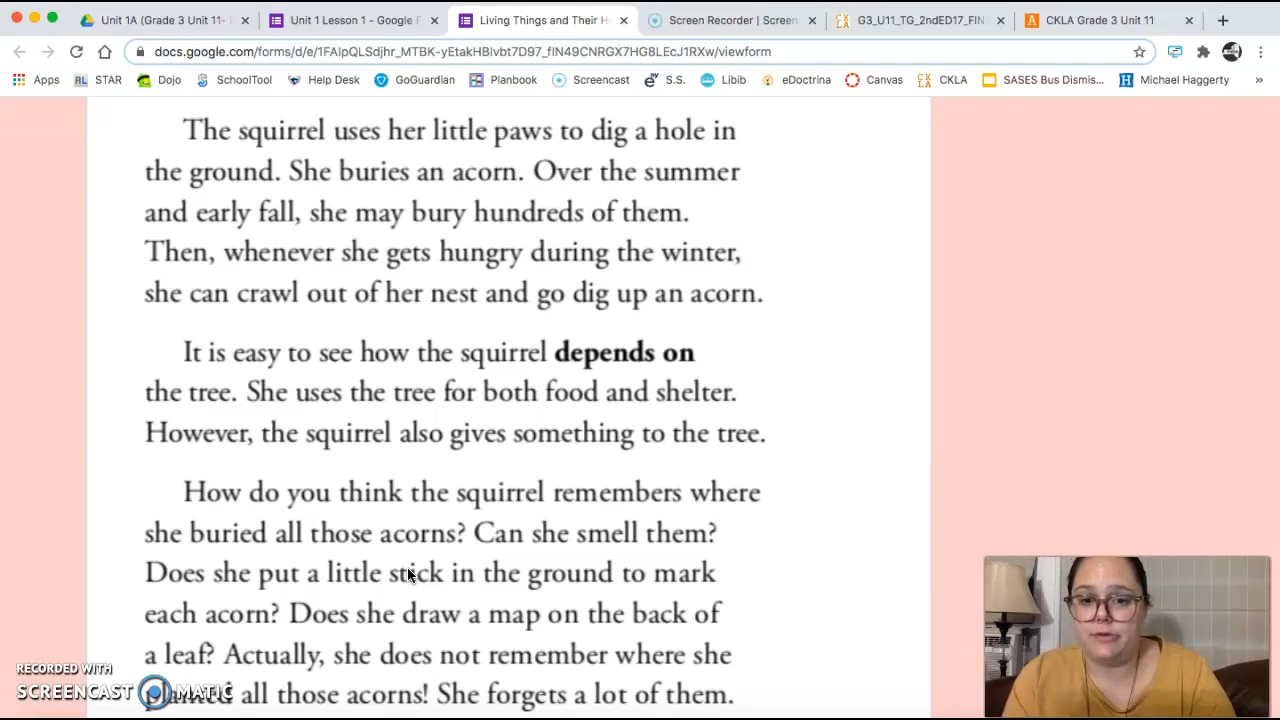 Unit 1A (Grade 3 Unit 11-
Unit 1 Lesson 1 - Google F
Living Things and Their H
Screen Recorder | Screen
G3_U11_TG_2ndED17_FIN
CKLA Grade 3 Unit 11
docs.google.com/forms/d/e/1FAIpQLSdjhr_MTBK-yEtakHBlvbt7D97_flN49CNRGX7HG8LEcJ1RXw/viewform
Apps
RL STAR
Dojo
SchoolTool
Help Desk
GoGuardian
Planbook
Screencast
S.S.
Libib
eDoctrina
Canvas
CKLA
SASES Bus Dismis...
Michael Haggerty
»
The squirrel uses her little paws to dig a hole in
the ground. She buries an acorn. Over the summer
and early fall, she may bury hundreds of them.
Then, whenever she gets hungry during the winter,
she can crawl out of her nest and go dig up an acorn.
It is easy to see how the squirrel depends on
the tree. She uses the tree for both food and shelter.
However, the squirrel also gives something to the tree.
How do you think the squirrel remembers where
she buried all those acorns? Can she smell them?
Does she put a little stick in the ground to mark
each acorn? Does she draw a map on the back of
a leaf? Actually, she does not remember where she
planted all those acorns! She forgets a lot of them.
RECORDED WITH
SCREENCAST MATIC